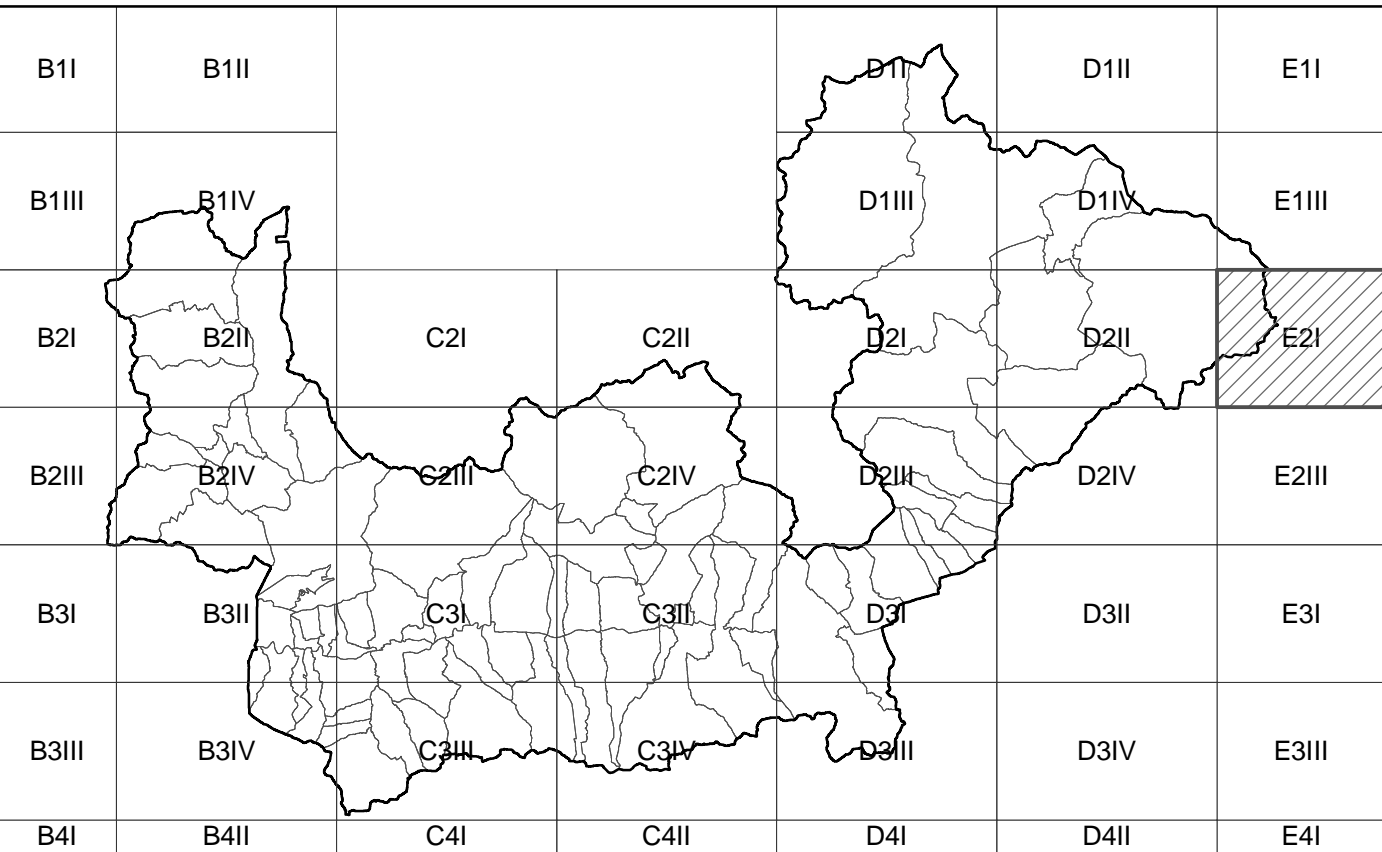 B1I B1II D1I D1II E1I
B1III B1IV D1III D1IV E1III
B2I B2II C2I C2II D2I D2II E2I
B2III B2IV C2III C2IV D2III D2IV E2III
B3I B3II C3I C3II D3I D3II E3I
B3III B3IV C3III C3IV D3III D3IV E3III
B4I B4II C4I C4II D4I D4II E4I